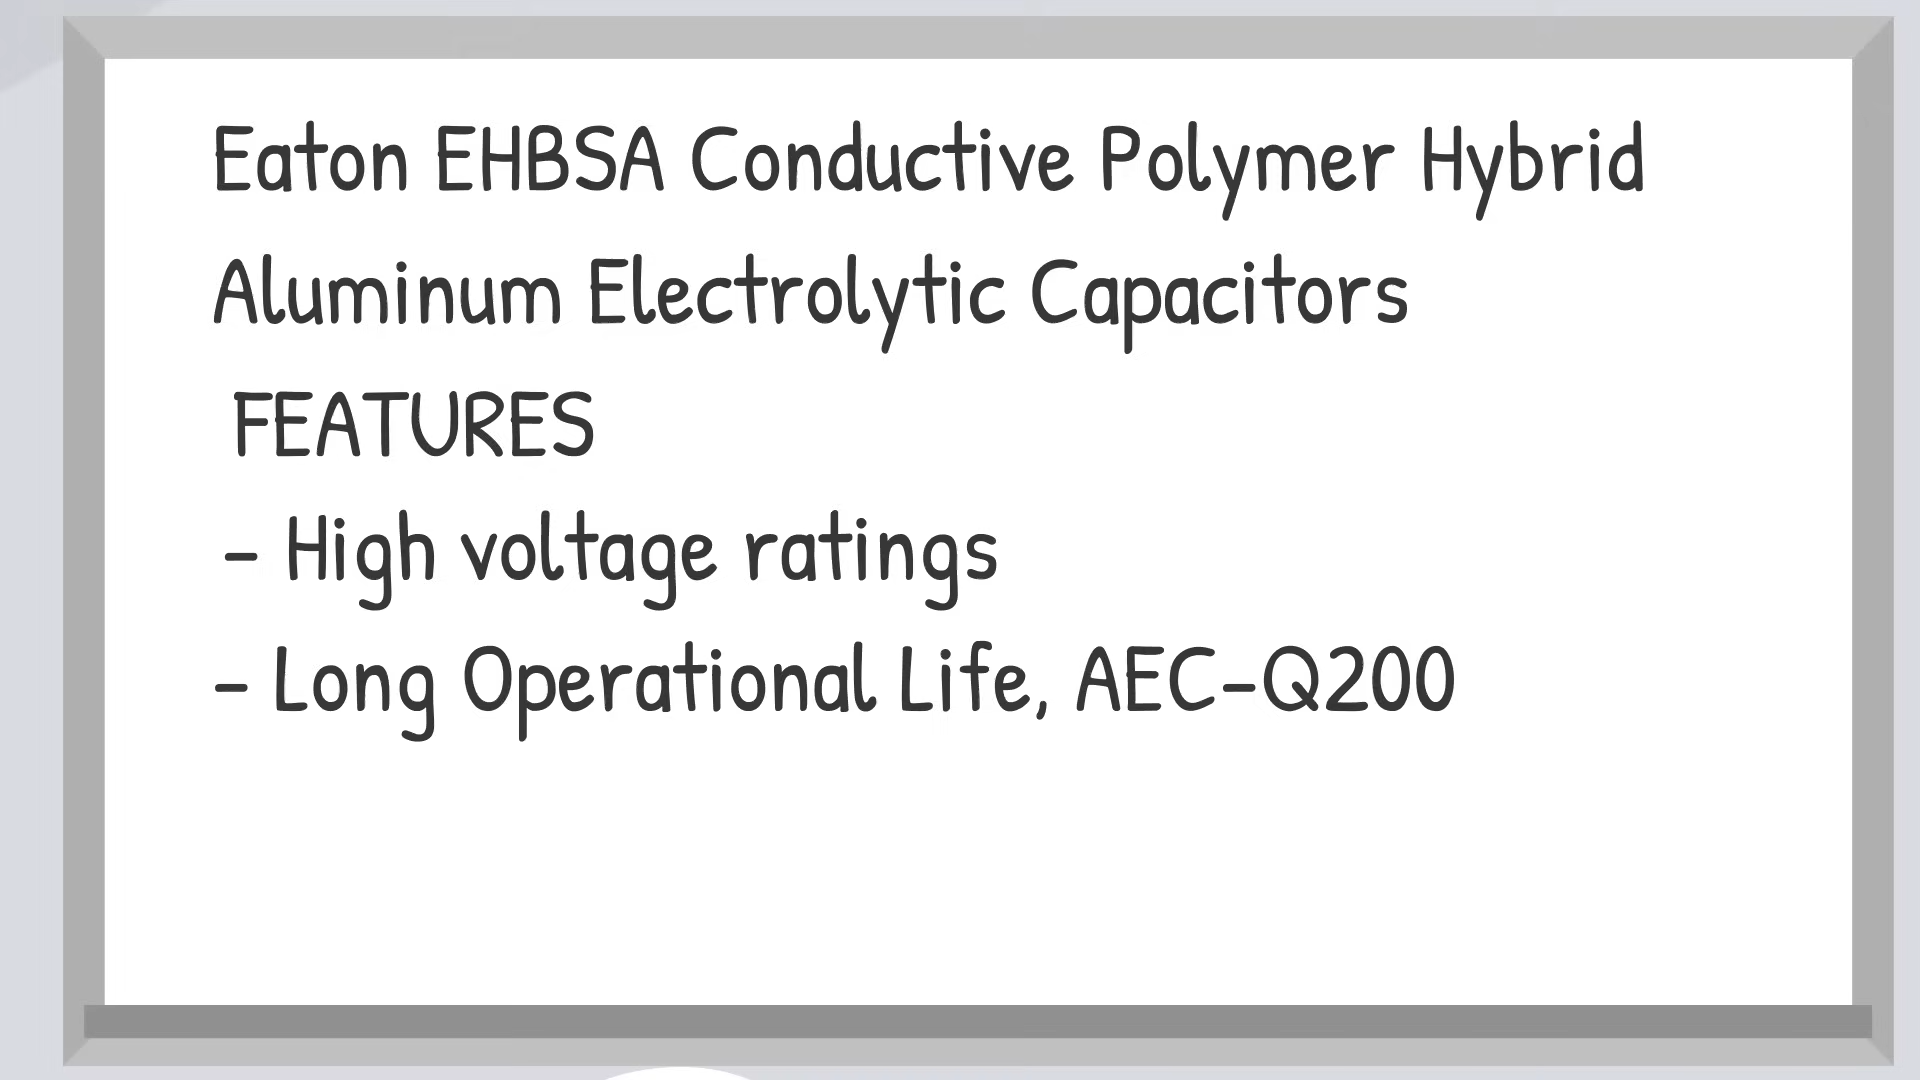 Eaton EHBSA Conductive Polymer Hybrid
Aluminum Electrolytic Capacitors
FEATURES
- High voltage ratings
- Long Operational Life, AEC-Q200